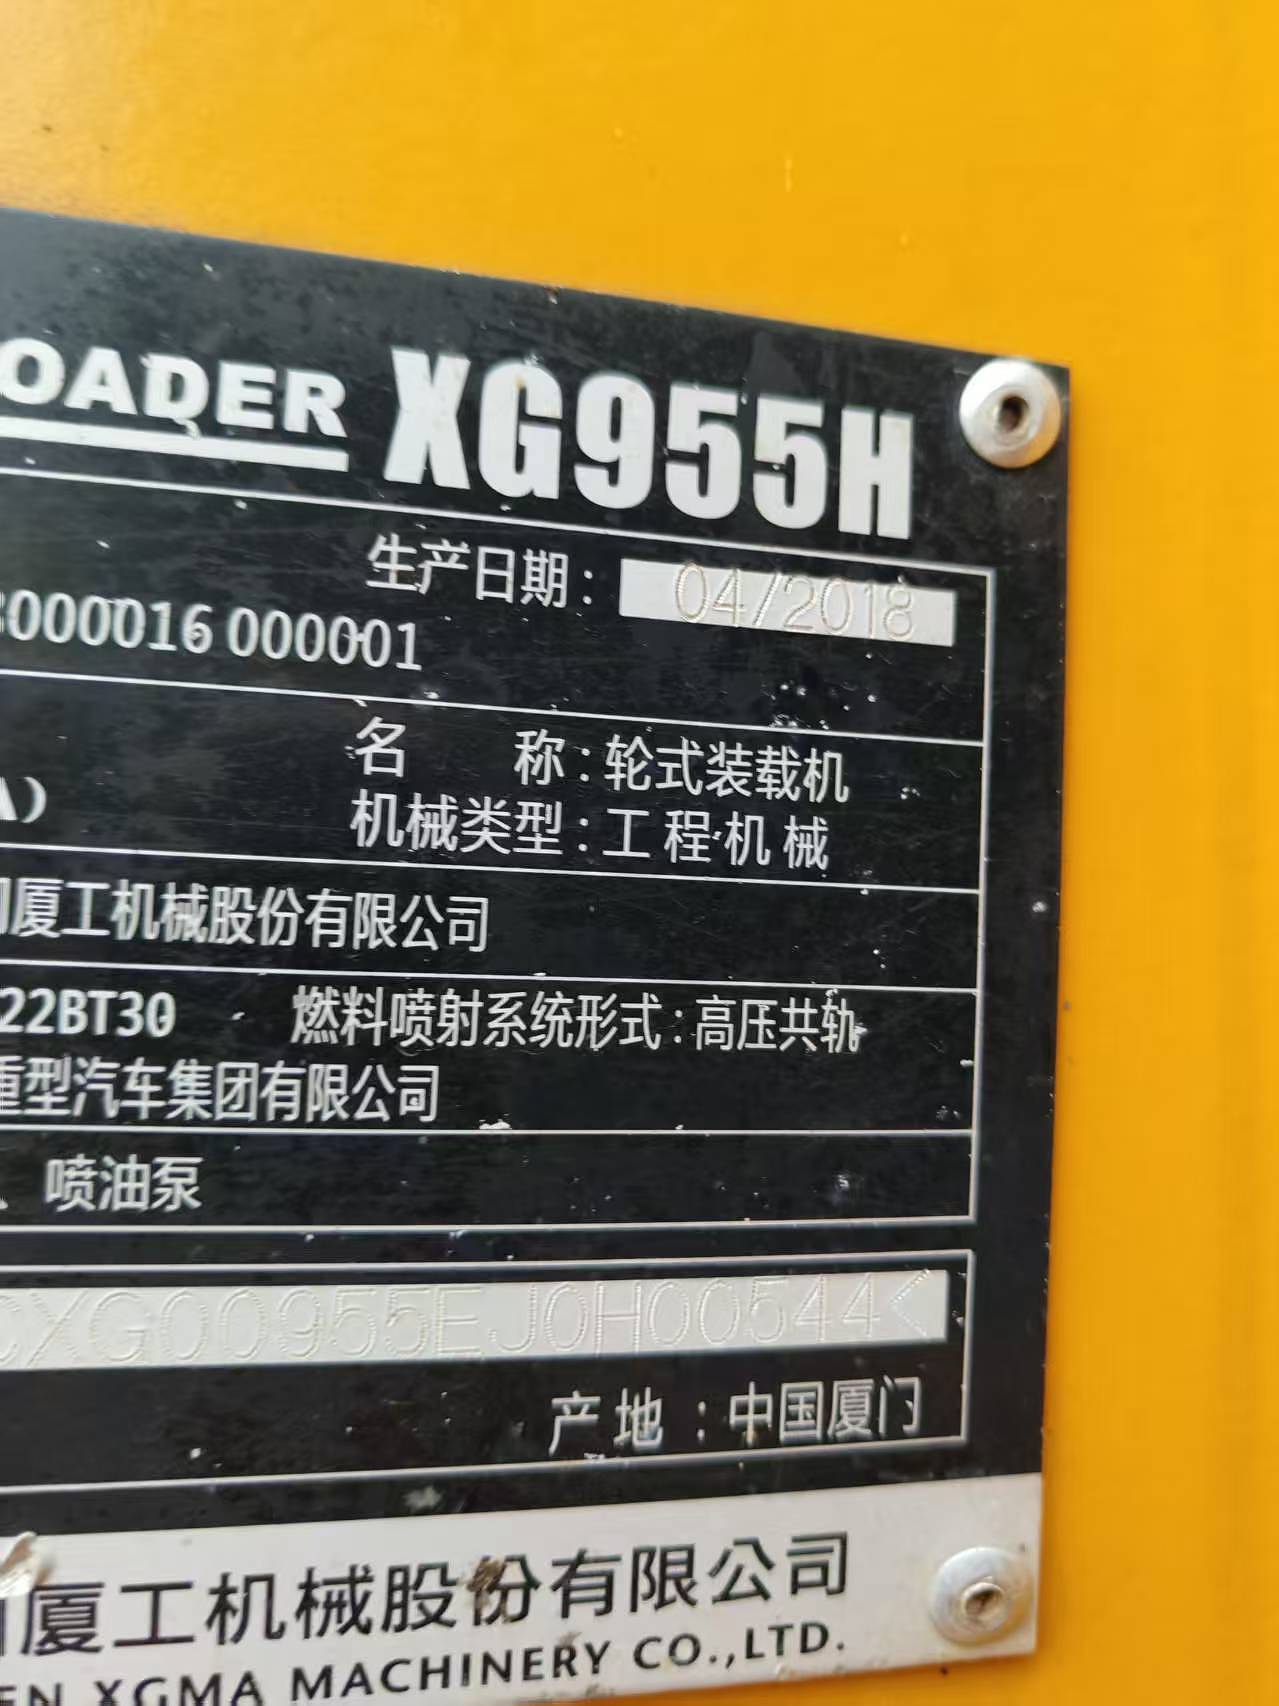 OADER XG955H
生产日期：04/2018
000016 000001
名 称：轮式装载机
A）
机械类型：工程机械
厦工机械股份有限公司
22BT30 燃料喷射系统形式：高压共轨
重型汽车集团有限公司
、喷油泵
CXG00955EJ0H00544<
产地：中国厦门
厦工机械股份有限公司
EN XGMA MACHINERY CO.,LTD.